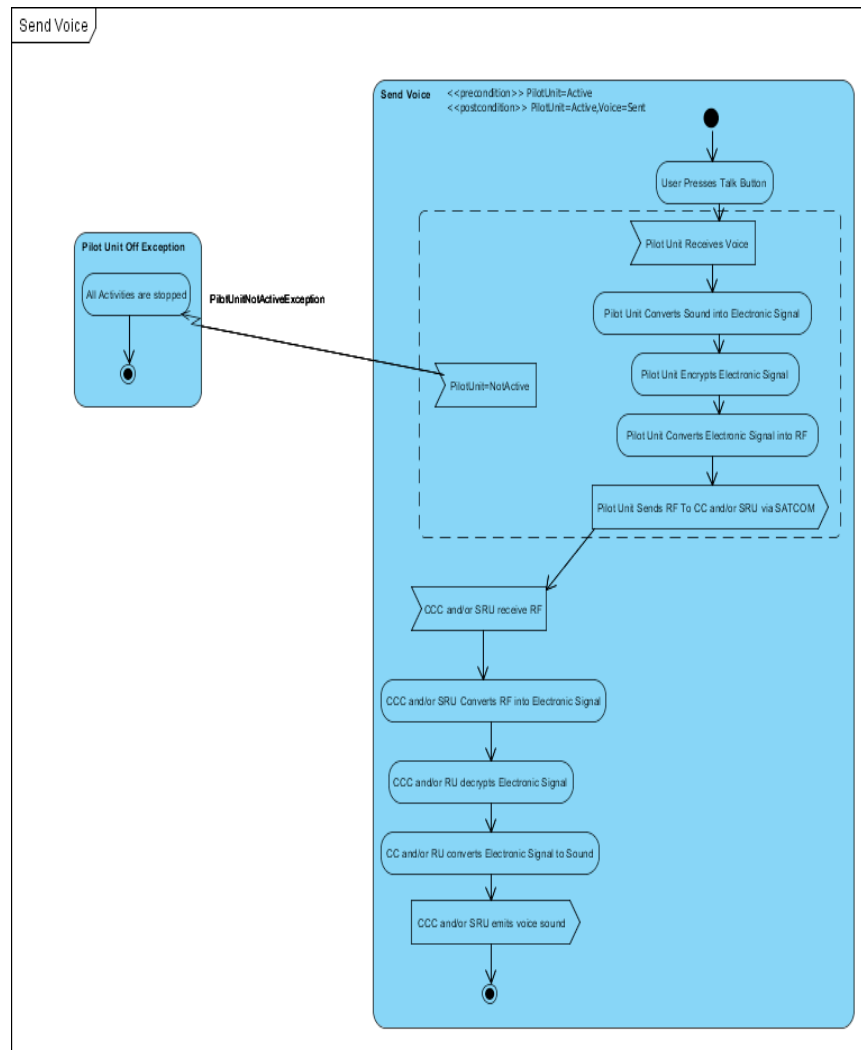 Send Voice
Send Voice
<<precondition>> PilotUnit=Active
<<postcondition>> PilotUnit=Active,Voice=Sent
User Presses Talk Button
Pilot Unit Receives Voice
Pilot Unit Off Exception
All Activities are stopped
PilotUnitNotActiveException
Pilot Unit Converts Sound into Electronic Signal
PilotUnit=NotActive
Pilot Unit Encrypts Electronic Signal
Pilot Unit Converts Electronic Signal into RF
Pilot Unit Sends RF To CC and/or SRU via SATCOM
CCC and/or SRU receive RF
CCC and/or SRU Converts RF into Electronic Signal
CCC and/or RU decrypts Electronic Signal
CC and/or RU converts Electronic Signal to Sound
CCC and/or SRU emits voice sound